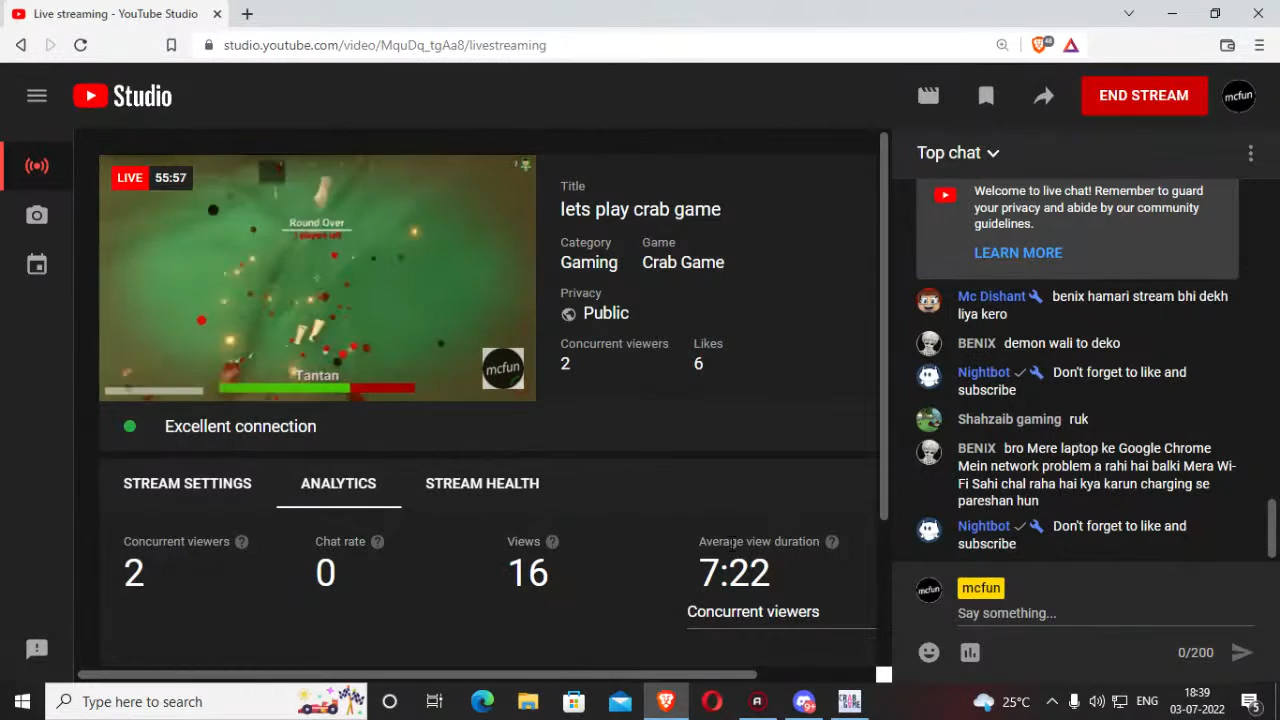 Live streaming - YouTube Studio
studio.youtube.com/video/MquDq_tgAa8/livestreaming
48
Studio
END STREAM
mcfun
LIVE 55:57
Round Over
Tantan
mcfun
Title
lets play crab game
Category Game
Gaming Crab Game
Privacy
Public
Concurrent viewers Likes
2 6
Excellent connection
STREAM SETTINGS ANALYTICS STREAM HEALTH
Concurrent viewers Chat rate Views Average view duration
2 0 16 7:22
Concurrent viewers
Top chat
Welcome to live chat! Remember to guard
your privacy and abide by our community
guidelines.
LEARN MORE
Mc Dishant benix hamari stream bhi dekh
liya kero
BENIX demon wali to deko
Nightbot Don't forget to like and
subscribe
Shahzaib gaming ruk
BENIX bro Mere laptop ke Google Chrome
Mein network problem a rahi hai balki Mera Wi-
Fi Sahi chal raha hai kya karun charging se
pareshan hun
Nightbot Don't forget to like and
subscribe
mcfun
mcfun
Say something...
0/200
Type here to search
9+
CRAB GAME
25°C
ENG
18:39
03-07-2022
5